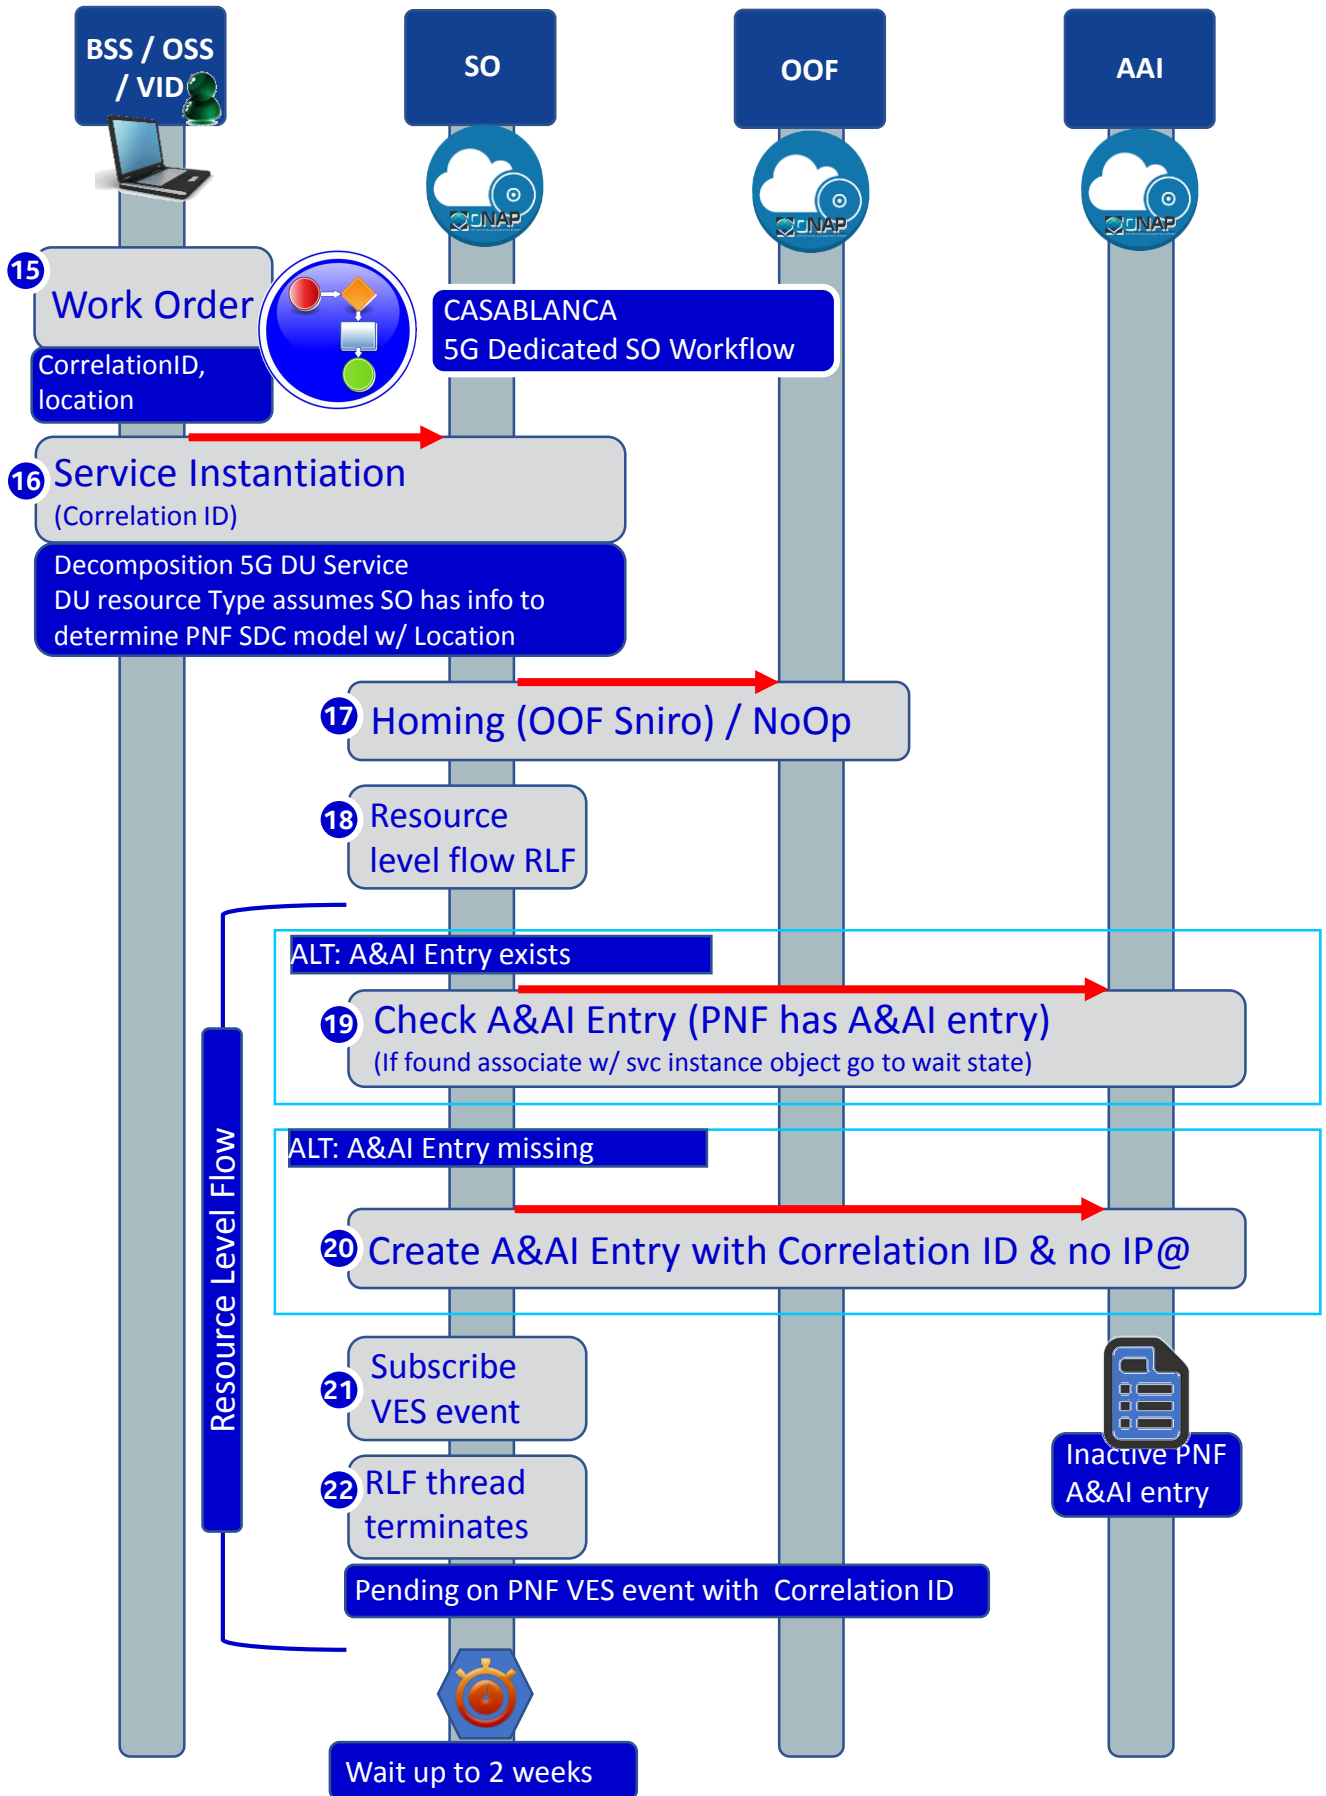 BSS / OSS
/ VID
SO
OOF
AAI
ONAP
ONAP
ONAP
15
Work Order
CorrelationID,
location
CASABLANCA
5G Dedicated SO Workflow
16
Service Instantiation
(Correlation ID)
Decomposition 5G DU Service
DU resource Type assumes SO has info to
determine PNF SDC model w/ Location
17
Homing (OOF Sniro) / NoOp
18
Resource
level flow RLF
ALT: A&AI Entry exists
19
Check A&AI Entry (PNF has A&AI entry)
(If found associate w/ svc instance object go to wait state)
Resource Level Flow
ALT: A&AI Entry missing
20
Create A&AI Entry with Correlation ID & no IP@
21
Subscribe
VES event
Inactive PNF
A&AI entry
22
RLF thread
terminates
Pending on PNF VES event with  Correlation ID
Wait up to 2 weeks